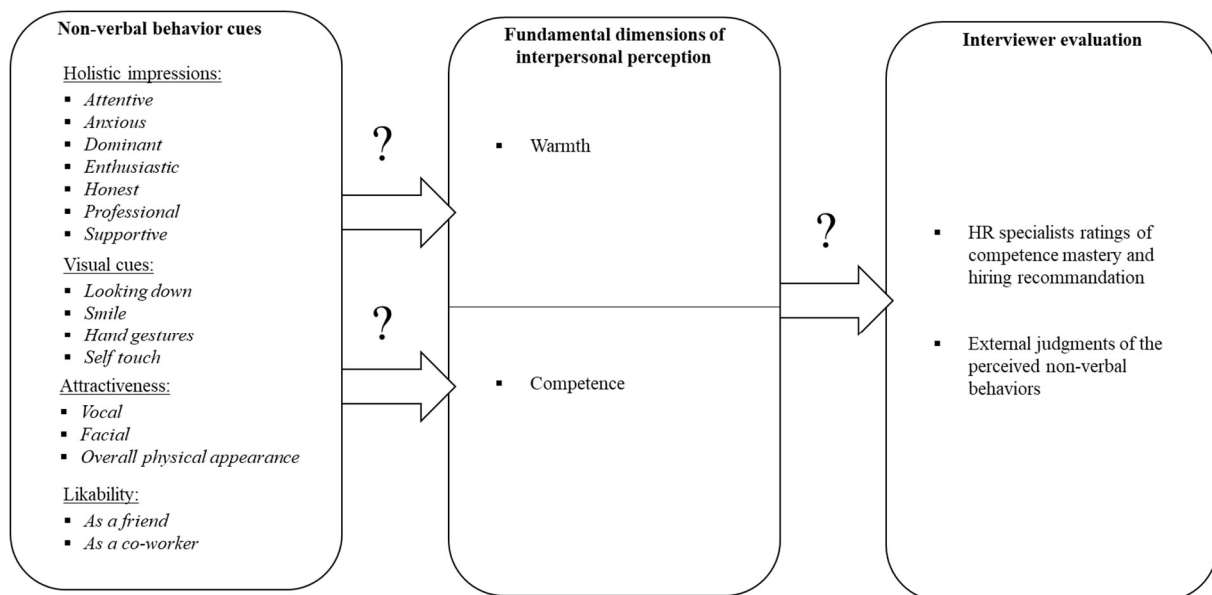 Non-verbal behavior cues
Holistic impressions:
▪ Attentive
▪ Anxious
▪ Dominant
▪ Enthusiastic
▪ Honest
▪ Professional
▪ Supportive
Visual cues:
▪ Looking down
▪ Smile
▪ Hand gestures
▪ Self touch
Attractiveness:
▪ Vocal
▪ Facial
▪ Overall physical appearance
Likability:
▪ As a friend
▪ As a co-worker
?
?
Fundamental dimensions of
interpersonal perception
▪ Warmth
▪ Competence
?
Interviewer evaluation
▪ HR specialists ratings of
competence mastery and
hiring recommandation
▪ External judgments of the
perceived non-verbal
behaviors